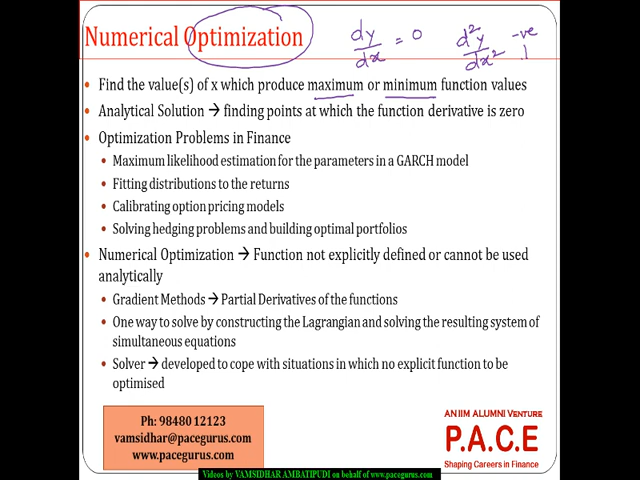 Numerical Optimization
dy/dx = 0 d²y/dx² -ve
• Find the value(s) of x which produce maximum or minimum function values
• Analytical Solution → finding points at which the function derivative is zero
• Optimization Problems in Finance
• Maximum likelihood estimation for the parameters in a GARCH model
• Fitting distributions to the returns
• Calibrating option pricing models
• Solving hedging problems and building optimal portfolios
• Numerical Optimization → Function not explicitly defined or cannot be used
analytically
• Gradient Methods → Partial Derivatives of the functions
• One way to solve by constructing the Lagrangian and solving the resulting system of
simultaneous equations
• Solver → developed to cope with situations in which no explicit function to be
optimised
Ph: 98480 12123
vamsidhar@pacegurus.com
www.pacegurus.com
AN IIM ALUMNI VENTURE
P.A.C.E
Shaping Careers in Finance
Videos by VAMSIDHAR AMBATIPUDI on behalf of www.pacegurus.com